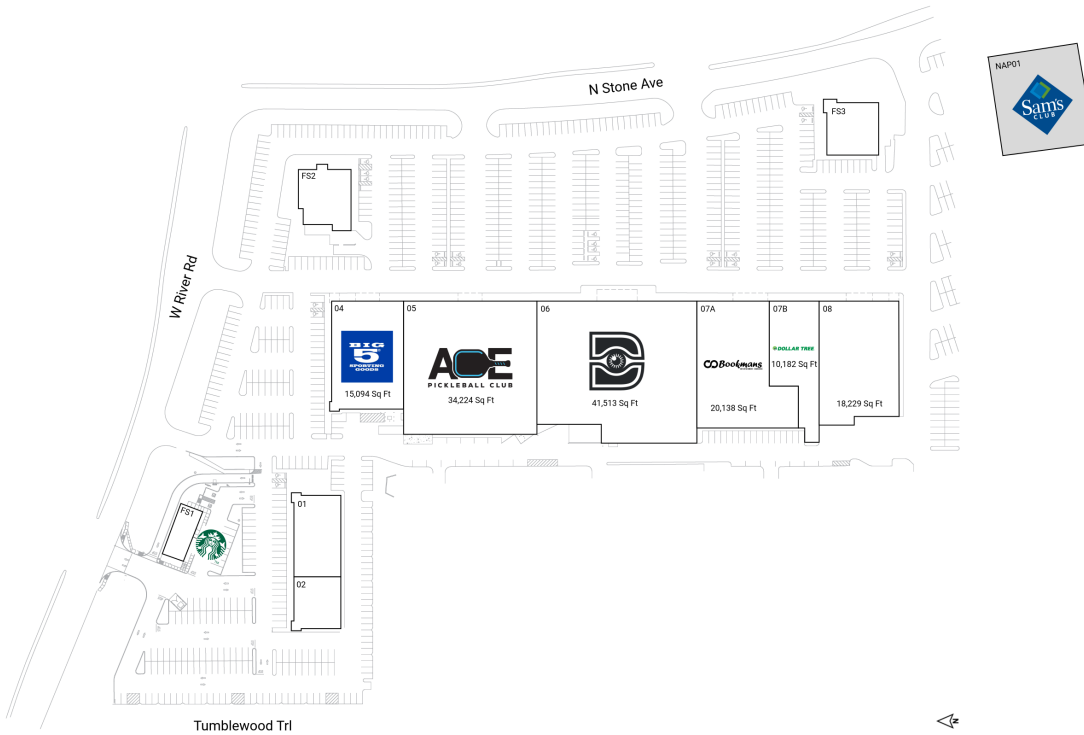 NAP01
Sam's
CLUB
N Stone Ave
FS3
FS2
W River Rd
04
BIG
5
SPORTING
GOODS
15,094 Sq Ft
05
ACE
PICKLEBALL CLUB
34,224 Sq Ft
06
D
41,513 Sq Ft
07A
Bookmans
20,138 Sq Ft
07B
DOLLAR TREE
10,182 Sq Ft
08
18,229 Sq Ft
FS1
01
02
Tumblewood Trl
N